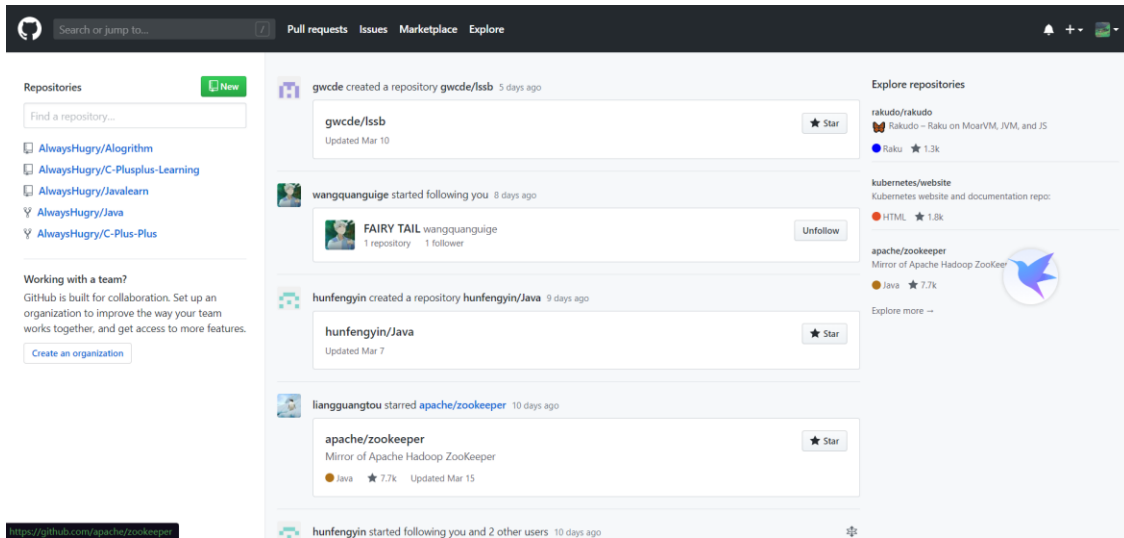 Search or jump to...
/
Pull requests Issues Marketplace Explore
Repositories
New
Find a repository...
AlwaysHugry/Alogrithm
AlwaysHugry/C-Plusplus-Learning
AlwaysHugry/Javalearn
AlwaysHugry/Java
AlwaysHugry/C-Plus-Plus
Working with a team?
GitHub is built for collaboration. Set up an
organization to improve the way your team
works together, and get access to more features.
Create an organization
https://github.com/apache/zookeeper
gwcde created a repository gwcde/lssb 5 days ago
gwcde/lssb
Star
Updated Mar 10
wangquanguige started following you 8 days ago
FAIRY TAIL wangquanguige
Unfollow
1 repository 1 follower
hunfengyin created a repository hunfengyin/Java 9 days ago
hunfengyin/Java
Star
Updated Mar 7
liangguangtou starred apache/zookeeper 10 days ago
apache/zookeeper
Star
Mirror of Apache Hadoop ZooKeeper
Java 7.7k Updated Mar 15
hunfengyin started following you and 2 other users 10 days ago
Explore repositories
rakudo/rakudo
Rakudo – Raku on MoarVM, JVM, and JS
Raku 1.3k
kubernetes/website
Kubernetes website and documentation repo:
HTML 1.8k
apache/zookeeper
Mirror of Apache Hadoop ZooKee
Java 7.7k
Explore more →